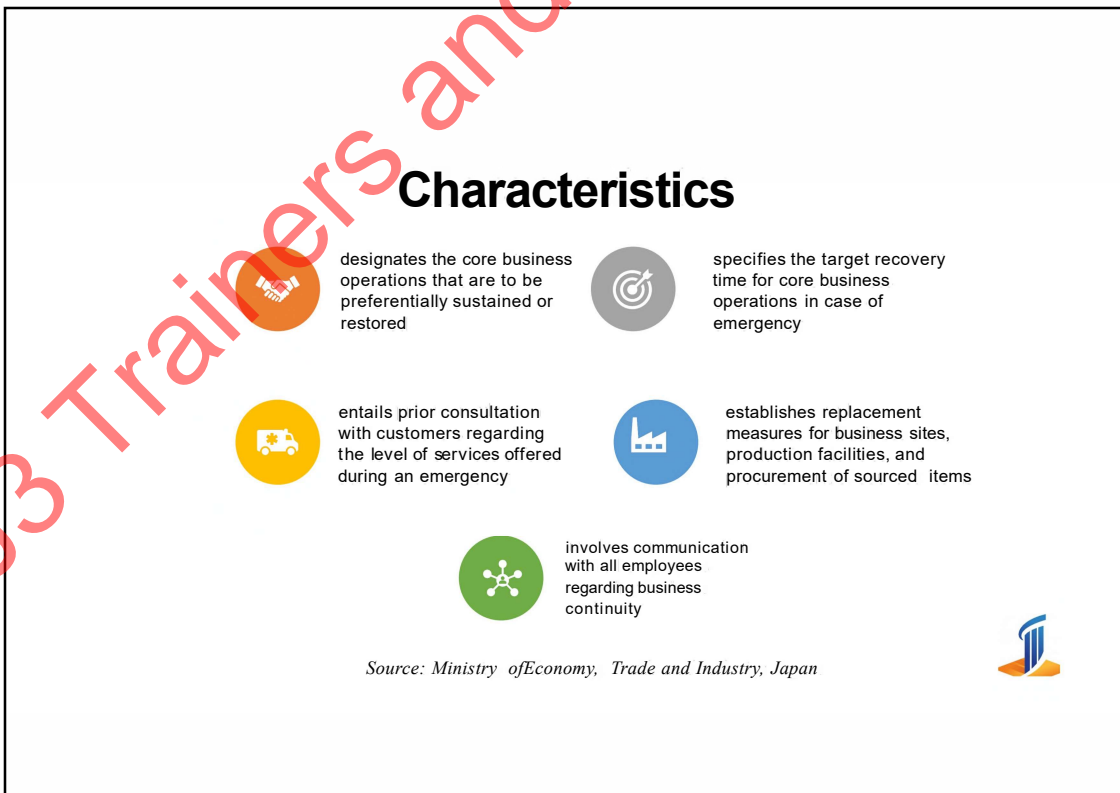 3 Trainers and
Characteristics
designates the core business
operations that are to be
preferentially sustained or
restored
specifies the target recovery
time for core business
operations in case of
emergency
entails prior consultation
with customers regarding
the level of services offered
during an emergency
establishes replacement
measures for business sites,
production facilities, and
procurement of sourced items
involves communication
with all employees
regarding business
continuity
Source: Ministry ofEconomy, Trade and Industry, Japan